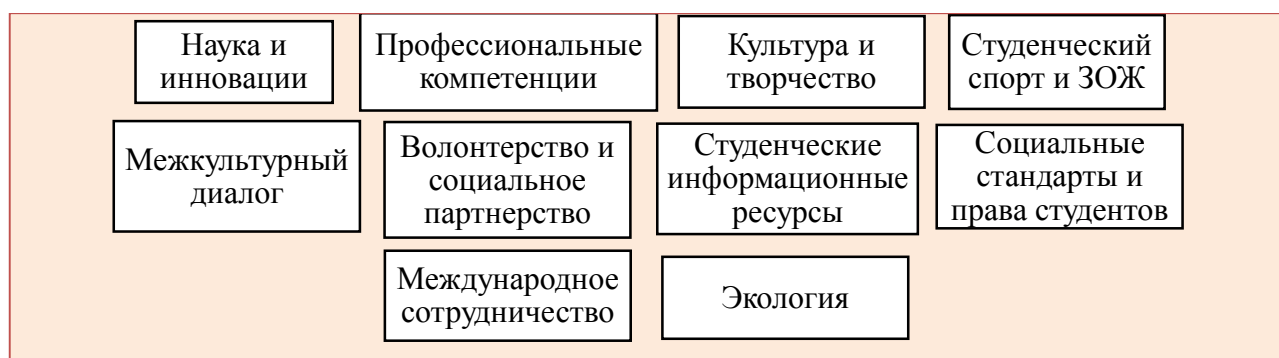 Наука и
инновации
Профессиональные
компетенции
Культура и
творчество
Студенческий
спорт и ЗОЖ
Межкультурный
диалог
Волонтерство и
социальное
партнерство
Студенческие
информационные
ресурсы
Социальные
стандарты и
права студентов
Международное
сотрудничество
Экология